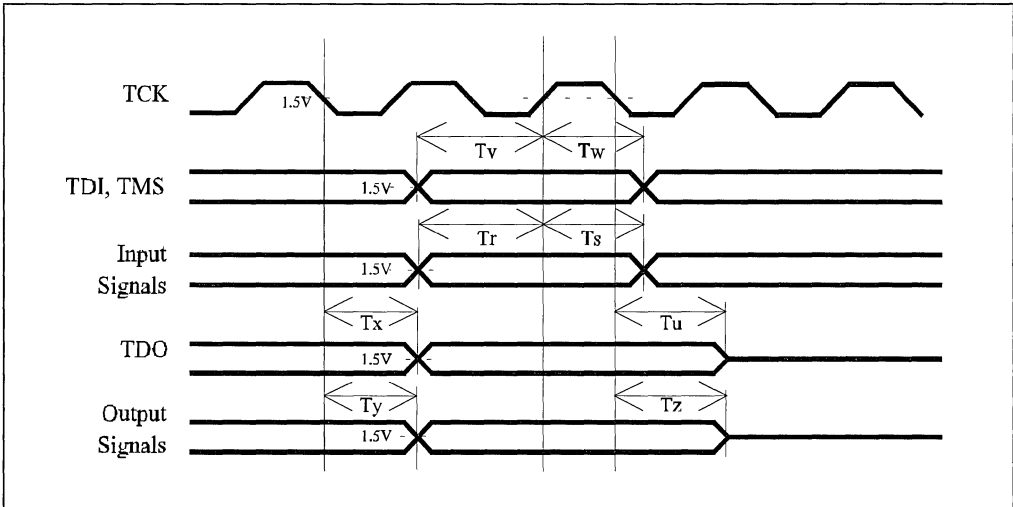 TCK
1.5V
Tv Tw
TDI, TMS
1.5V
Tr Ts
Input
Signals
1.5V
Tx Tu
TDO
1.5V
Ty Tz
Output
Signals
1.5V